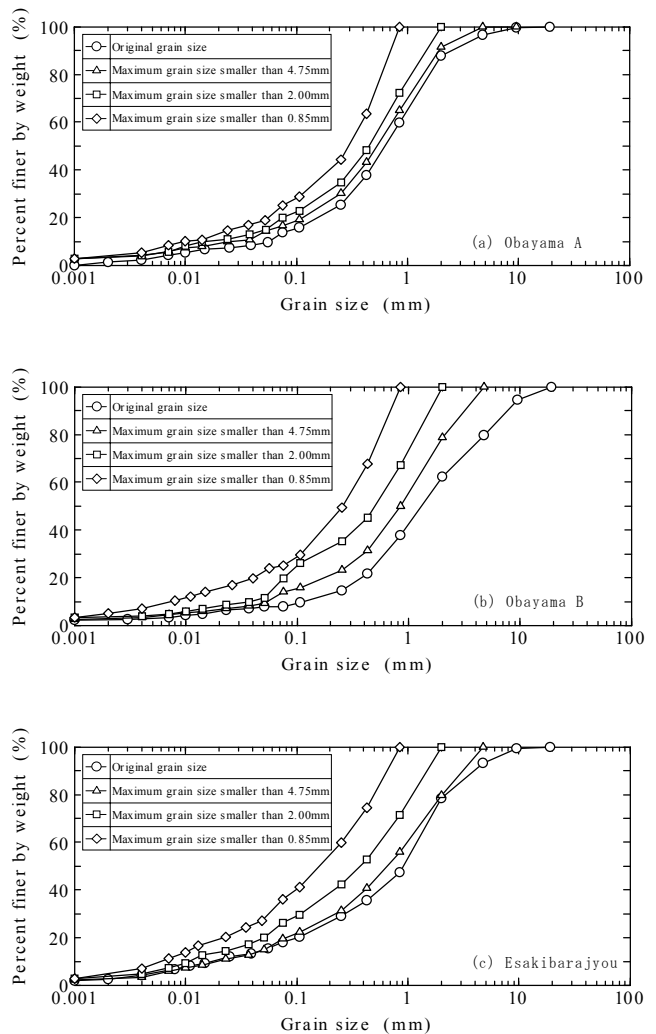 Percent finer by weight (%)
100
80
60
40
20
0
Original grain size
Maximum grain size smaller than 4.75mm
Maximum grain size smaller than 2.00mm
Maximum grain size smaller than 0.85mm
(a) Obayama A
0.001 0.01 0.1 1 10 100
Grain size (mm)
Percent finer by weight (%)
100
80
60
40
20
0
Original grain size
Maximum grain size smaller than 4.75mm
Maximum grain size smaller than 2.00mm
Maximum grain size smaller than 0.85mm
(b) Obayama B
0.001 0.01 0.1 1 10 100
Grain size (mm)
Percent finer by weight (%)
100
80
60
40
20
0
Original grain size
Maximum grain size smaller than 4.75mm
Maximum grain size smaller than 2.00mm
Maximum grain size smaller than 0.85mm
(c) Esakibarajyou
0.001 0.01 0.1 1 10 100
Grain size (mm)